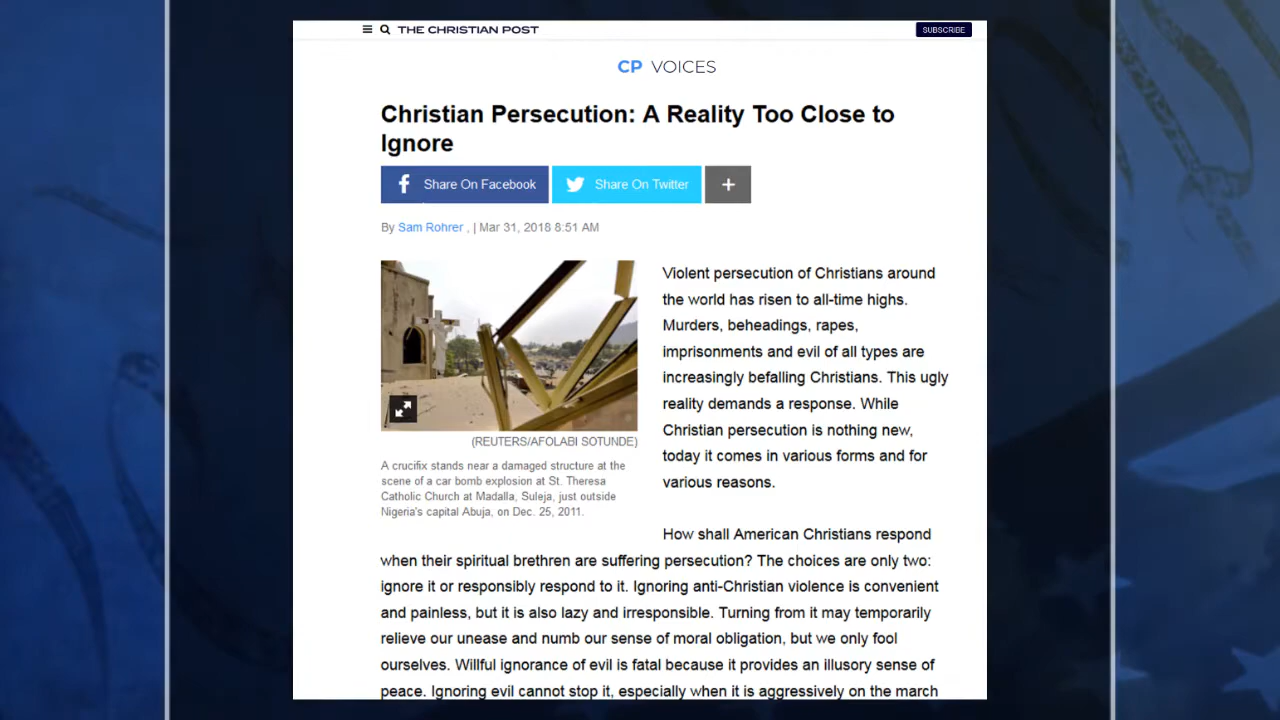 THE CHRISTIAN POST
SUBSCRIBE
CP VOICES
Christian Persecution: A Reality Too Close to
Ignore
Share On Facebook
Share On Twitter
+
By Sam Rohrer , | Mar 31, 2018 8:51 AM
(REUTERS/AFOLABI SOTUNDE)
A crucifix stands near a damaged structure at the
scene of a car bomb explosion at St. Theresa
Catholic Church at Madalla, Suleja, just outside
Nigeria's capital Abuja, on Dec. 25, 2011.
Violent persecution of Christians around
the world has risen to all-time highs.
Murders, beheadings, rapes,
imprisonments and evil of all types are
increasingly befalling Christians. This ugly
reality demands a response. While
Christian persecution is nothing new,
today it comes in various forms and for
various reasons.
How shall American Christians respond
when their spiritual brethren are suffering persecution? The choices are only two:
ignore it or responsibly respond to it. Ignoring anti-Christian violence is convenient
and painless, but it is also lazy and irresponsible. Turning from it may temporarily
relieve our unease and numb our sense of moral obligation, but we only fool
ourselves. Willful ignorance of evil is fatal because it provides an illusory sense of
peace. Ignoring evil cannot stop it, especially when it is aggressively on the march